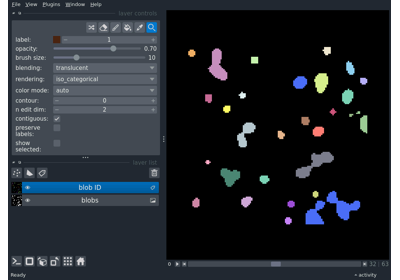 File View Plugins Window Help
layer controls
label: 1
opacity: 0.70
brush size: 10
blending: translucent
rendering: iso_categorical
color mode: auto
contour: 0
n edit dim: 2
contiguous:
preserve
labels:
show
selected:
layer list
blob ID
blobs
32 | 63
Ready
activity